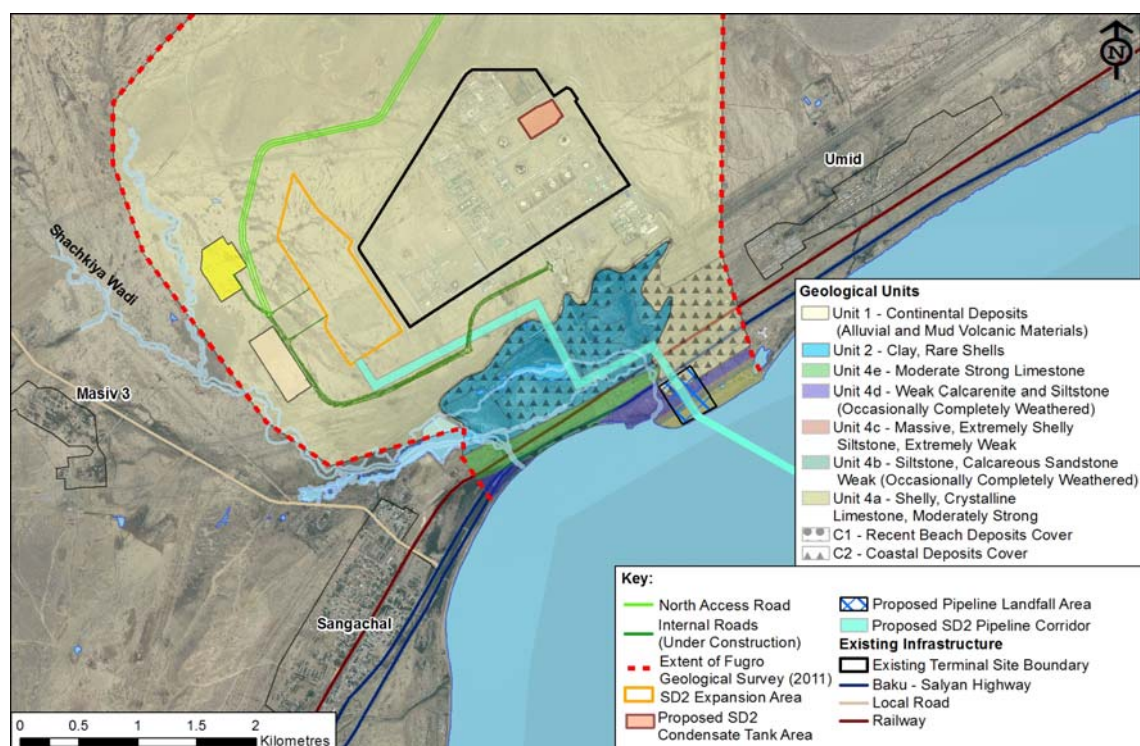 N
Umid
Shachkiya Wadi
Masiv 3
Sangachal
Geological Units
Unit 1 - Continental Deposits
(Alluvial and Mud Volcanic Materials)
Unit 2 - Clay, Rare Shells
Unit 4e - Moderate Strong Limestone
Unit 4d - Weak Calcarenite and Siltstone
(Occasionally Completely Weathered)
Unit 4c - Massive, Extremely Shelly
Siltstone, Extremely Weak
Unit 4b - Siltstone, Calcareous Sandstone
Weak (Occasionally Completely Weathered)
Unit 4a - Shelly, Crystalline
Limestone, Moderately Strong
C1 - Recent Beach Deposits Cover
C2 - Coastal Deposits Cover
Key:
North Access Road
Internal Roads
(Under Construction)
Extent of Fugro
Geological Survey (2011)
SD2 Expansion Area
Proposed SD2
Condensate Tank Area
Proposed Pipeline Landfall Area
Proposed SD2 Pipeline Corridor
Existing Infrastructure
Existing Terminal Site Boundary
Baku - Salyan Highway
Local Road
Railway
0 0.5 1 1.5 2
Kilometres